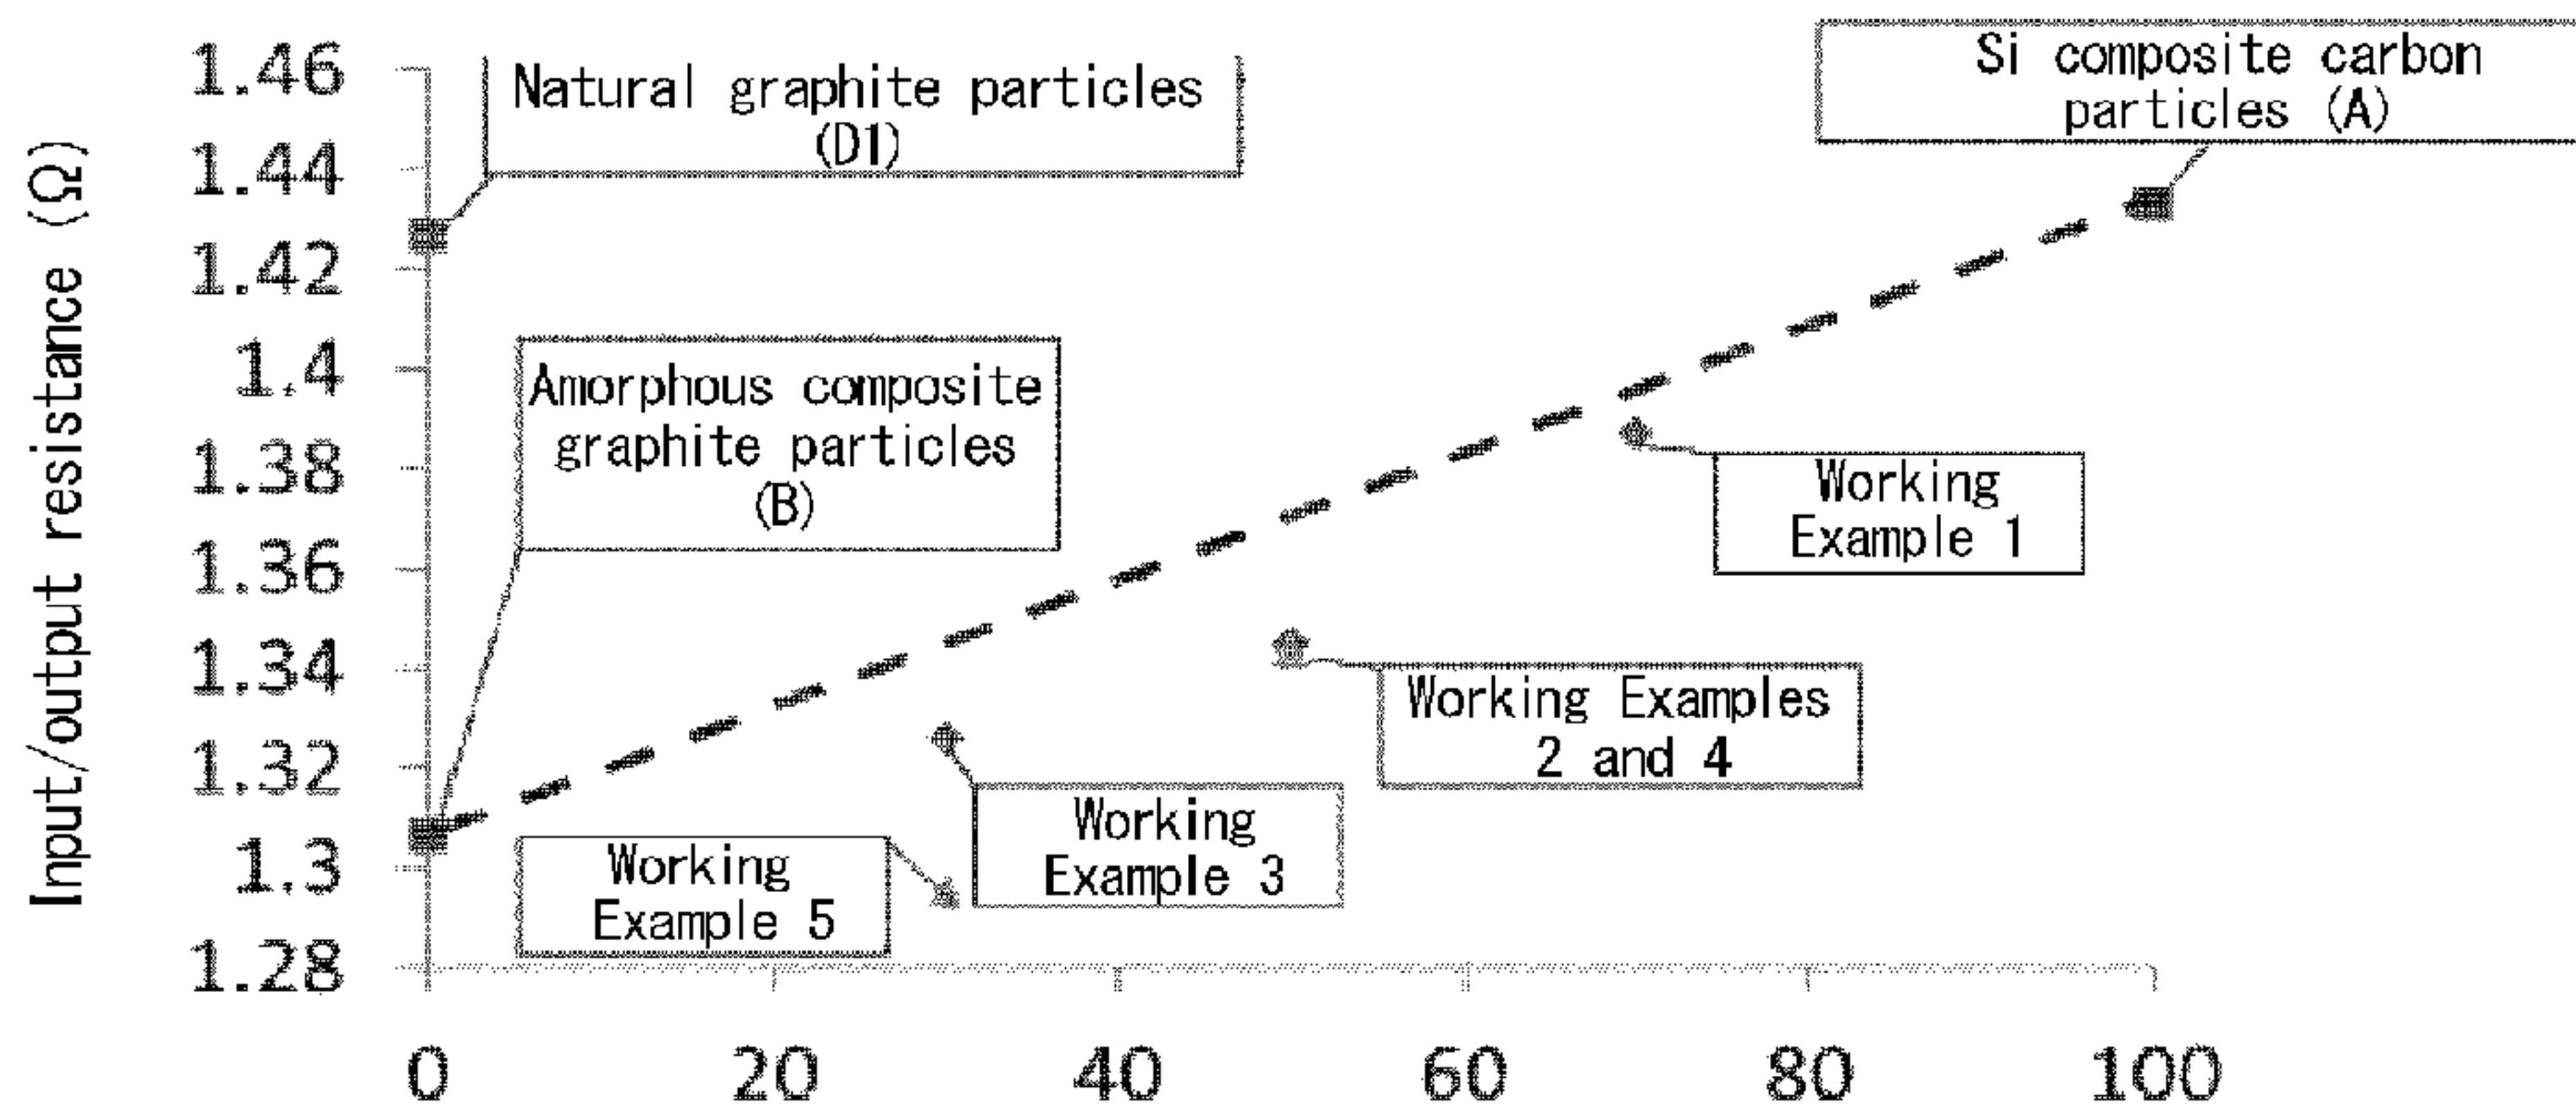 Input/output resistance (Ω)
1.46
1.44
1.42
1.4
1.38
1.36
1.34
1.32
1.3
1.28
Natural graphite particles
(D1)
Si composite carbon
particles (A)
Amorphous composite
graphite particles
(B)
Working
Example 1
Working Examples
2 and 4
Working
Example 3
Working
Example 5
0 20 40 60 80 100